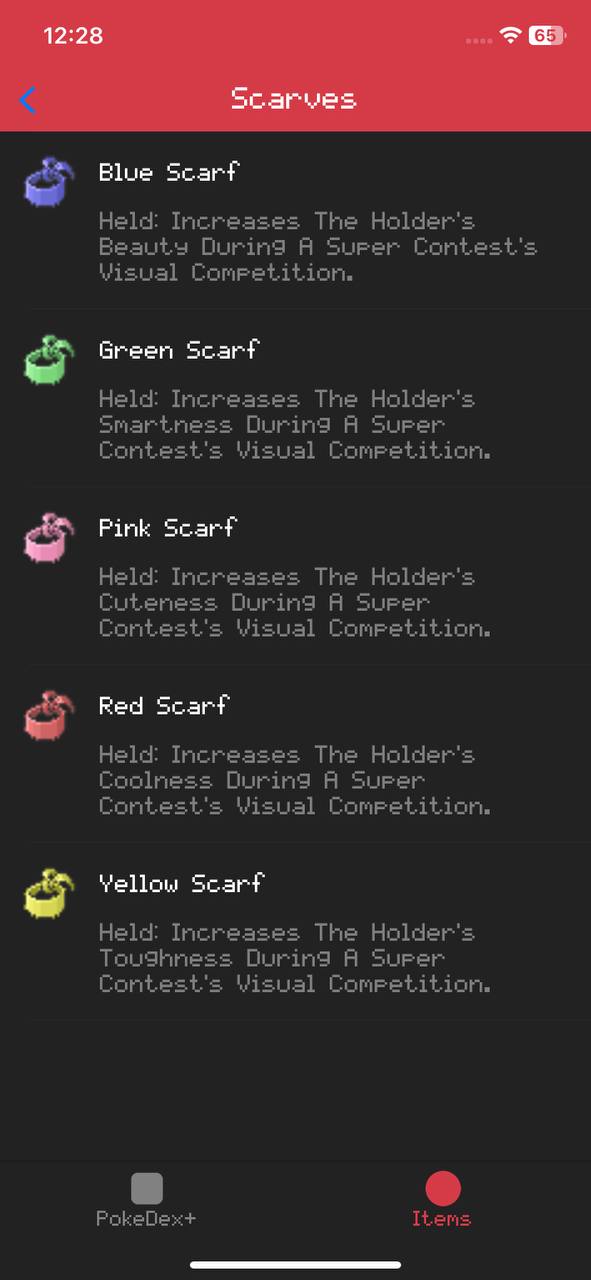 12:28
65
Scarves
Blue Scarf
Held: Increases The Holder's
Beauty During A Super Contest's
Visual Competition.
Green Scarf
Held: Increases The Holder's
Smartness During A Super
Contest's Visual Competition.
Pink Scarf
Held: Increases The Holder's
Cuteness During A Super
Contest's Visual Competition.
Red Scarf
Held: Increases The Holder's
Coolness During A Super
Contest's Visual Competition.
Yellow Scarf
Held: Increases The Holder's
Toughness During A Super
Contest's Visual Competition.
PokeDex+
Items